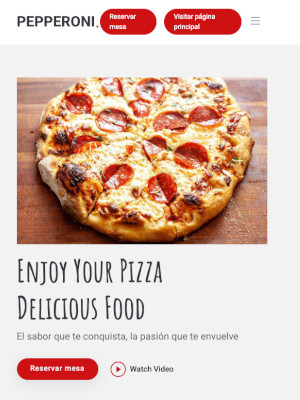 PEPPERONI.
Reservar
mesa
Visitar página
principal
Enjoy Your Pizza
Delicious Food
El sabor que te conquista, la pasión que te envuelve
Reservar mesa
Watch Video